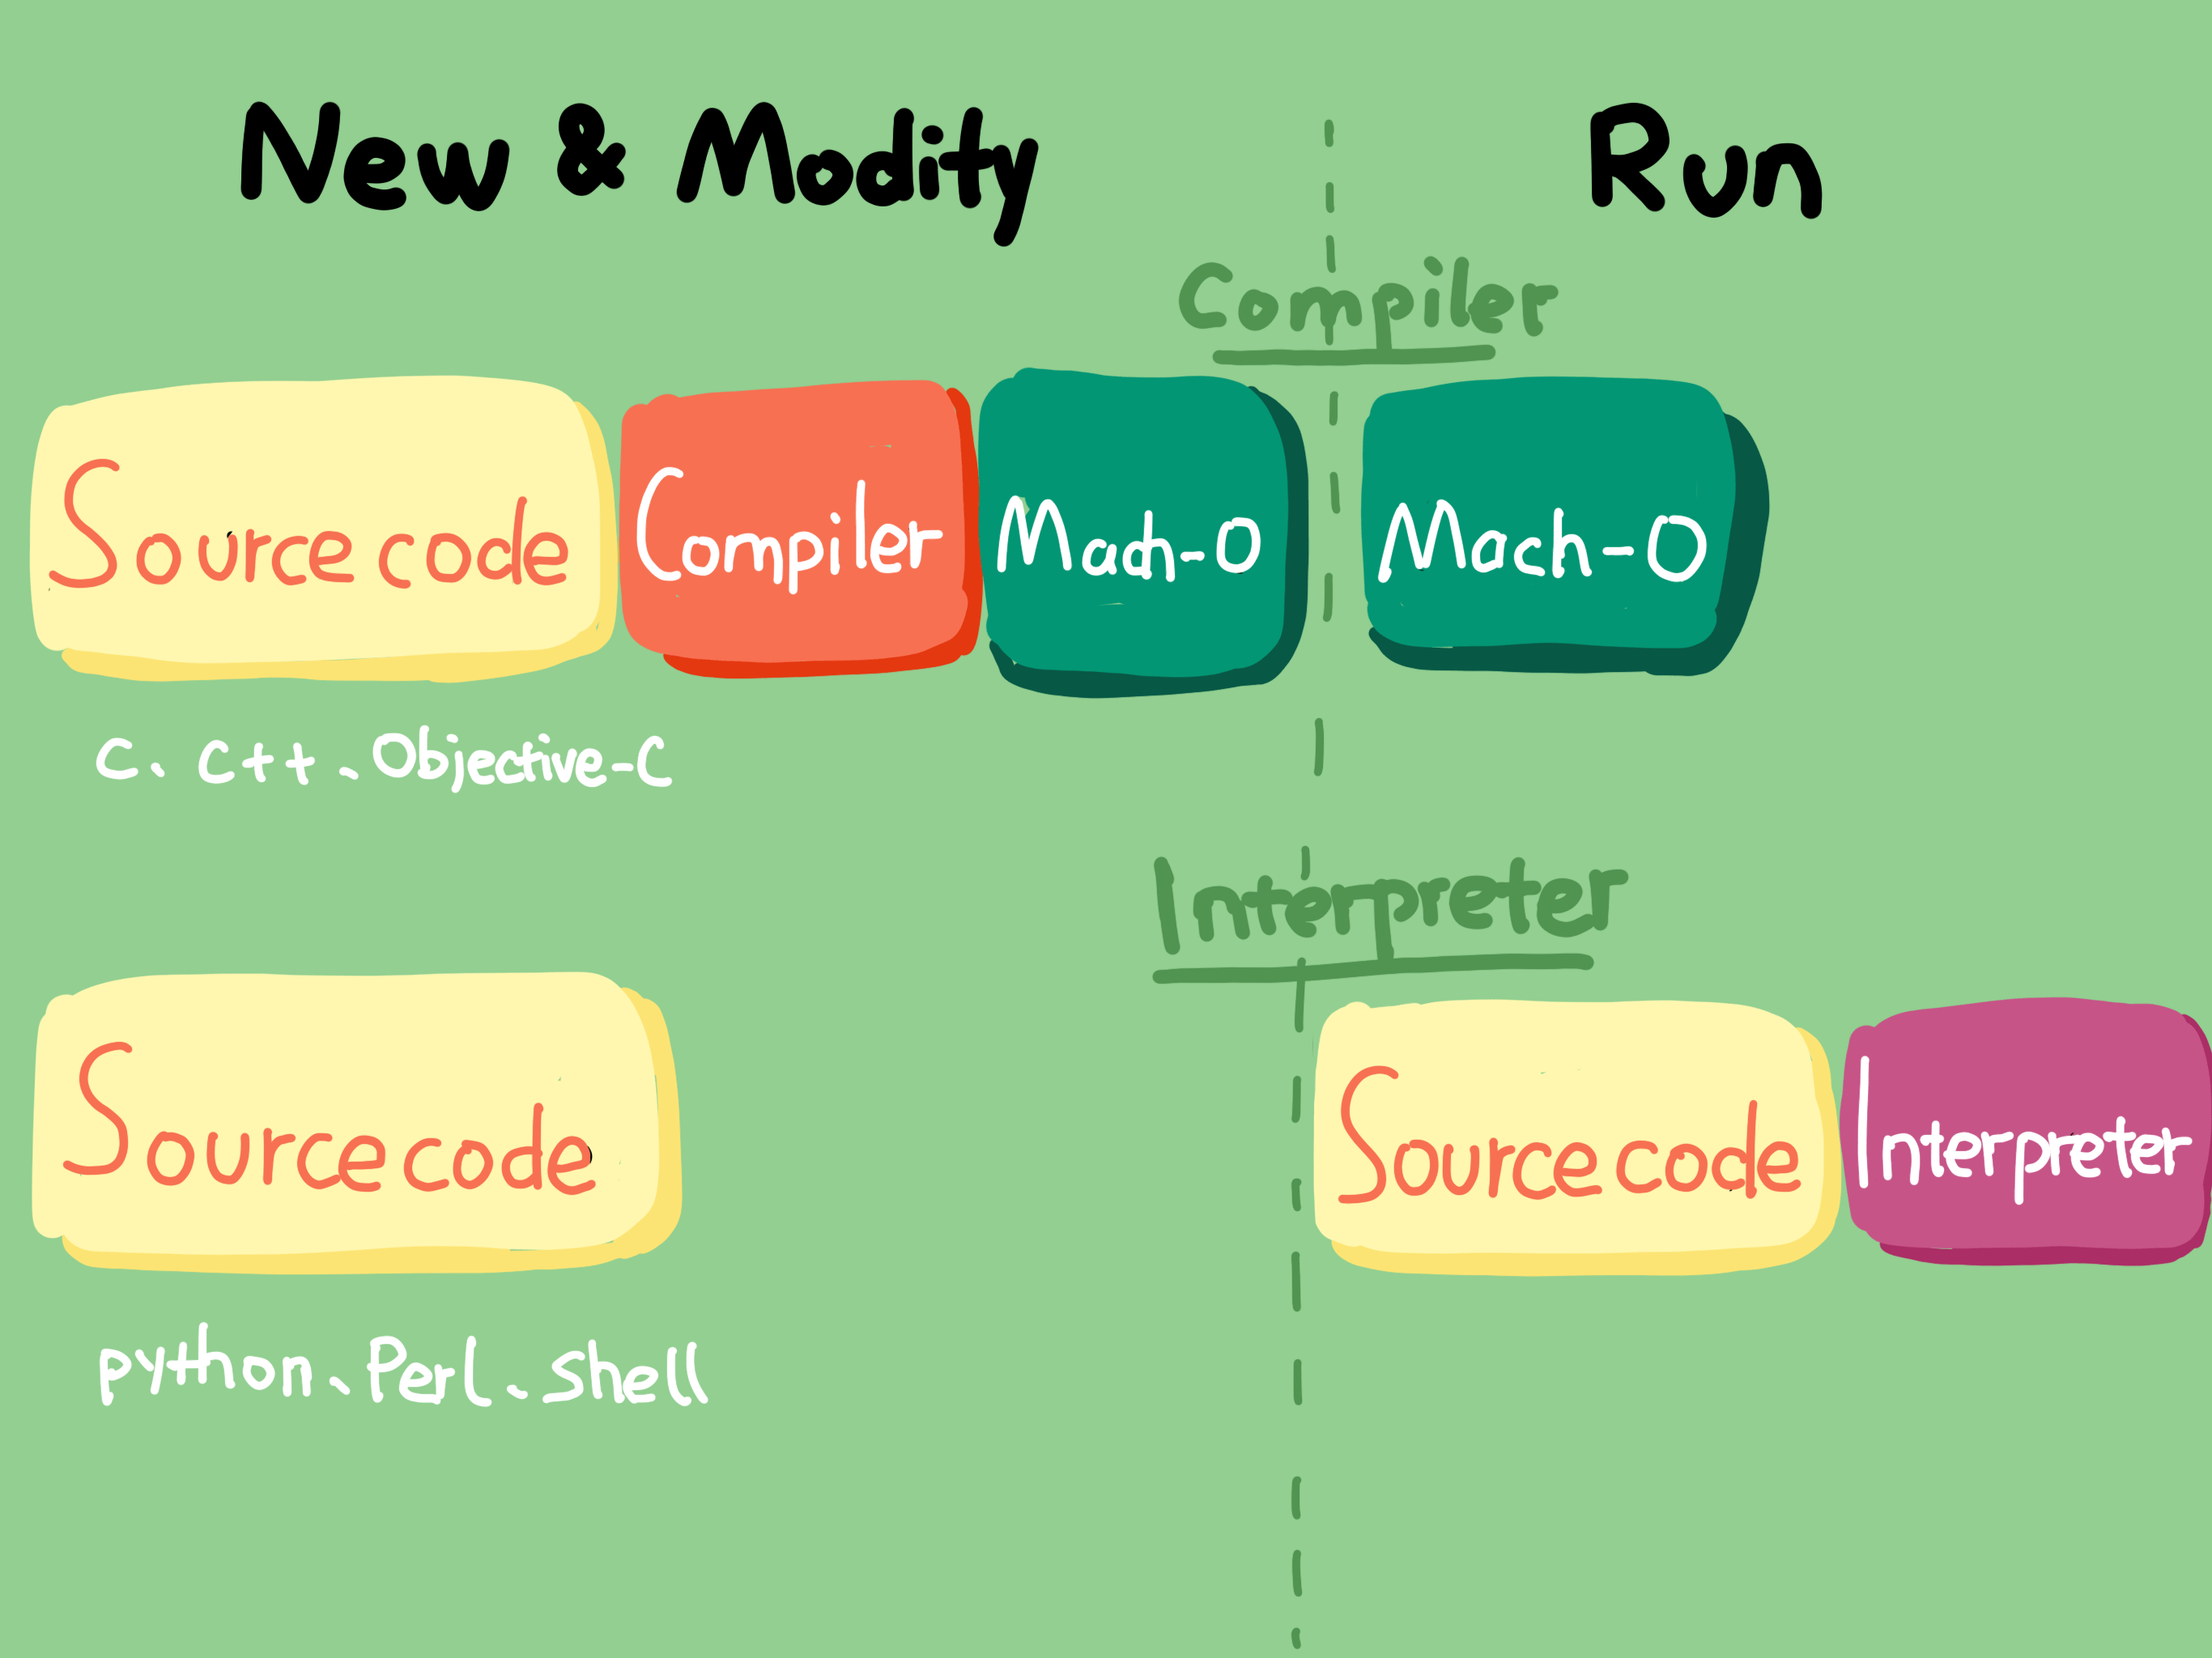 New & Modify
Run
Compiler
Source code
Compiler
Mach-O
Mach-O
C、C++、Objective-C
Interpreter
Source code
Source code
Interpreter
python、Perl、shell